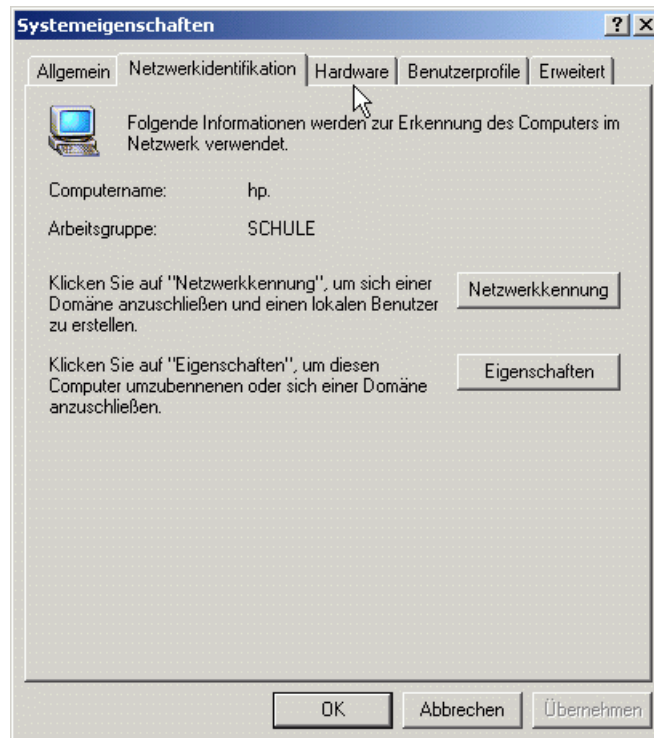 Systemeigenschaften
Allgemein Netzwerkidentifikation Hardware Benutzerprofile Erweitert
Folgende Informationen werden zur Erkennung des Computers im
Netzwerk verwendet.
Computername: hp.
Arbeitsgruppe: SCHULE
Klicken Sie auf "Netzwerkkennung", um sich einer
Domäne anzuschließen und einen lokalen Benutzer
zu erstellen.
Netzwerkkennung
Klicken Sie auf "Eigenschaften", um diesen
Computer umzubennenen oder sich einer Domäne
anzuschließen.
Eigenschaften
OK Abbrechen Übernehmen